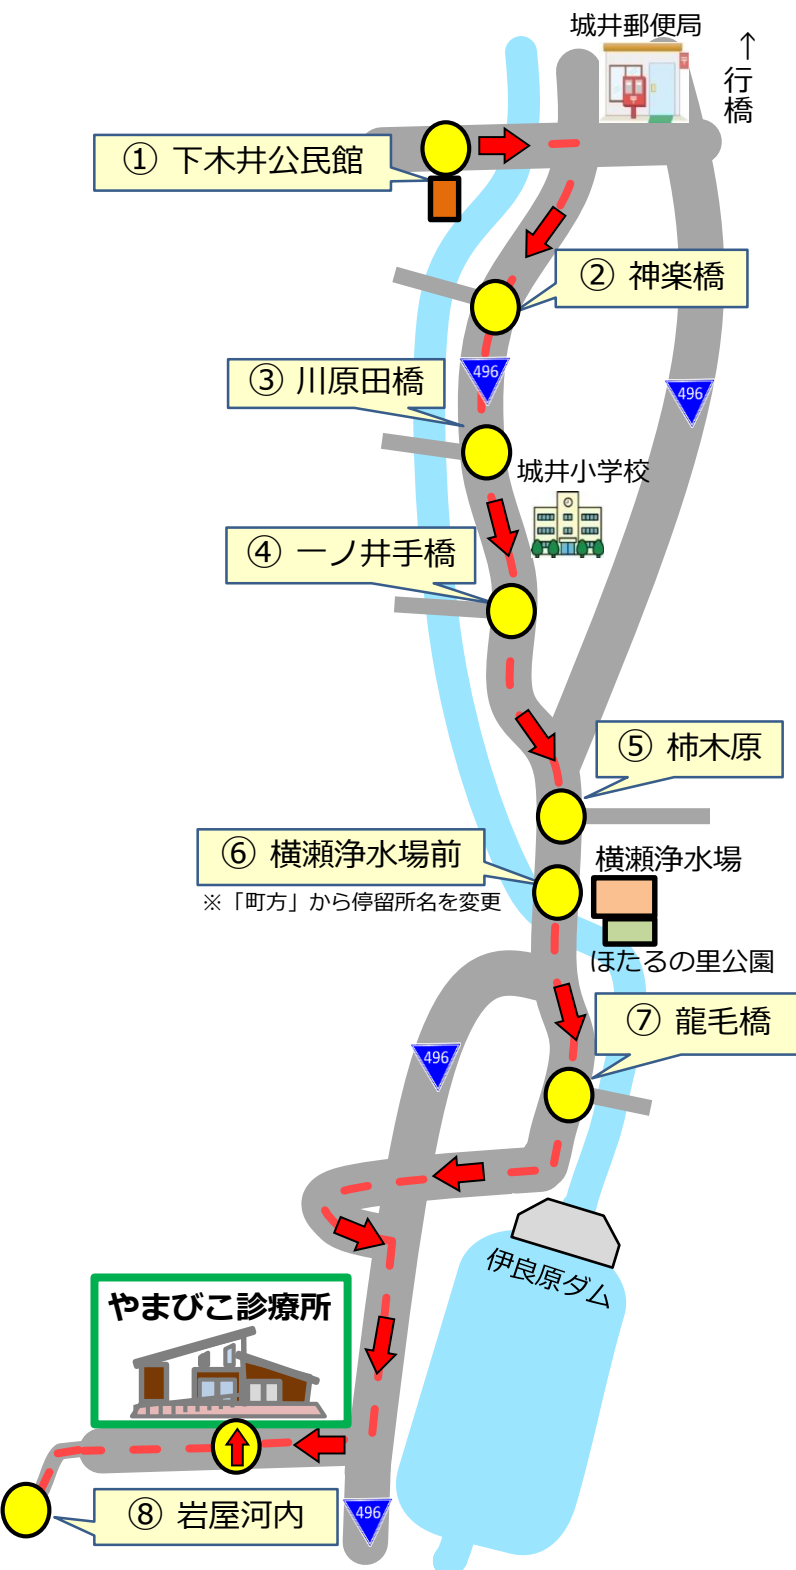 城井郵便局
↑行橋
① 下木井公民館
② 神楽橋
③ 川原田橋
496
496
城井小学校
④ 一ノ井手橋
⑤ 柿木原
⑥ 横瀬浄水場前
※「町方」から停留所名を変更
横瀬浄水場
ほたるの里公園
⑦ 龍毛橋
496
伊良原ダム
やまびこ診療所
⑧ 岩屋河内
496